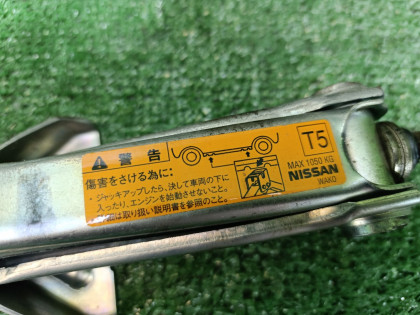 警告
T5
傷害をさける為に:
MAX 1050 KG
・ジャッキアップしたら、決して車両の下に
NISSAN
入ったり、エンジンを始動させないこと。
WAKO
は取り扱い説明書を参照のこと。